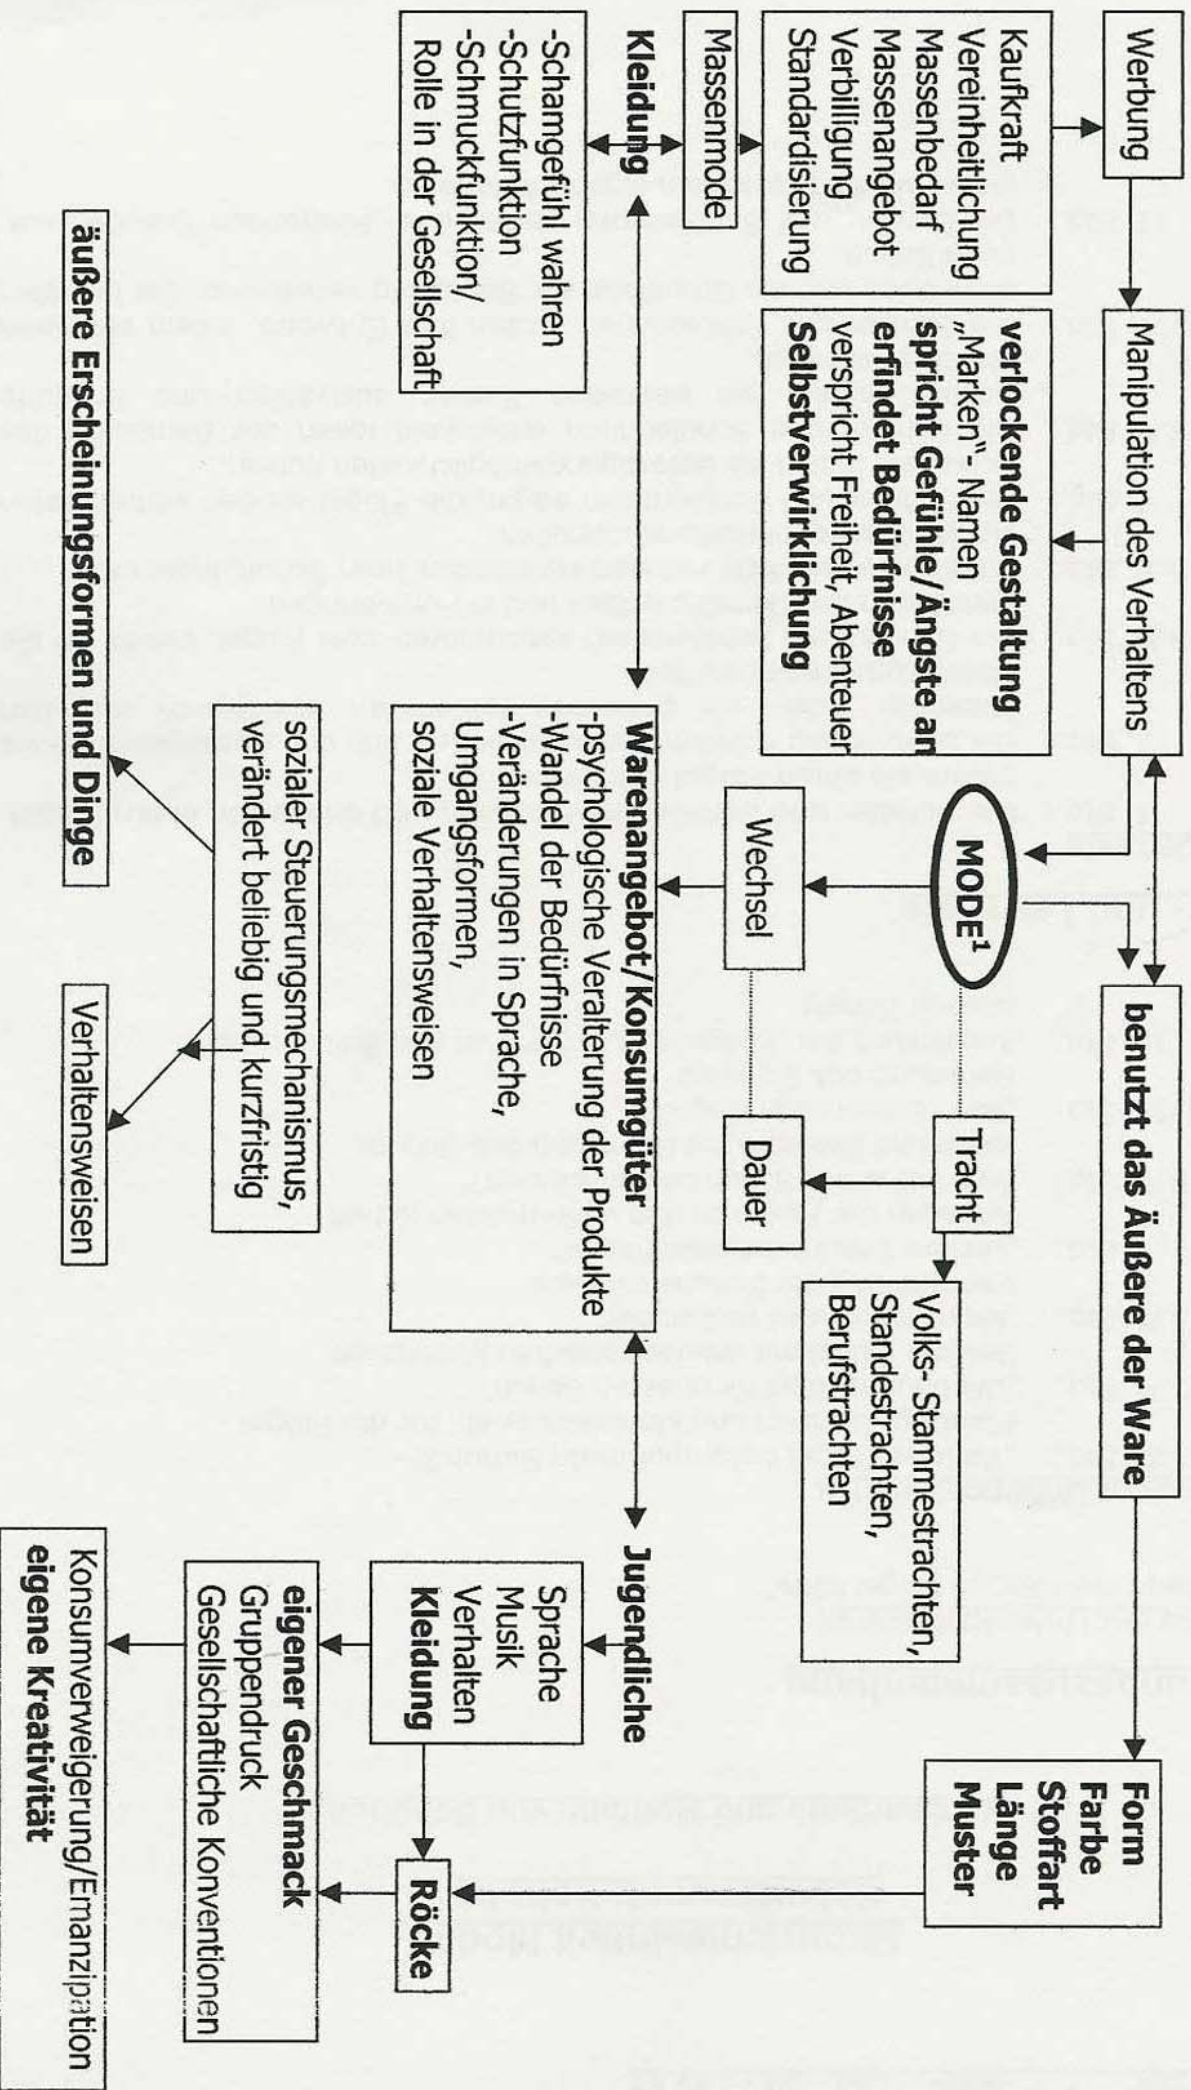 Werbung
Manipulation des Verhaltens
benutzt das Äußere der Ware
Form
Farbe
Stoffart
Länge
Muster
Kaufkraft
Vereinheitlichung
Massenbedarf
Massenangebot
Verbilligung
Standardisierung
verlockende Gestaltung
„Marken“- Namen
spricht Gefühle/Ängste an
erfindet Bedürfnisse
verspricht Freiheit, Abenteuer
Selbstverwirklichung
MODE¹
Tracht
Volks- Stammestrachten,
Standestrachten,
Berufstrachten
Massenmode
Wechsel
Dauer
Kleidung
Warenangebot/Konsumgüter
-psychologische Veralterung der Produkte
-Wandel der Bedürfnisse
-Veränderungen in Sprache,
Umgangsformen,
soziale Verhaltensweisen
Jugendliche
-Schamgefühl wahren
-Schutzfunktion
-Schmuckfunktion/
Rolle in der Gesellschaft
Sprache
Musik
Verhalten
Kleidung
Röcke
sozialer Steuerungsmechanismus,
verändert beliebig und kurzfristig
eigener Geschmack
Gruppendruck
Gesellschaftliche Konventionen
äußere Erscheinungsformen und Dinge
Verhaltensweisen
Konsumverweigerung/Emanzipation
eigene Kreativität